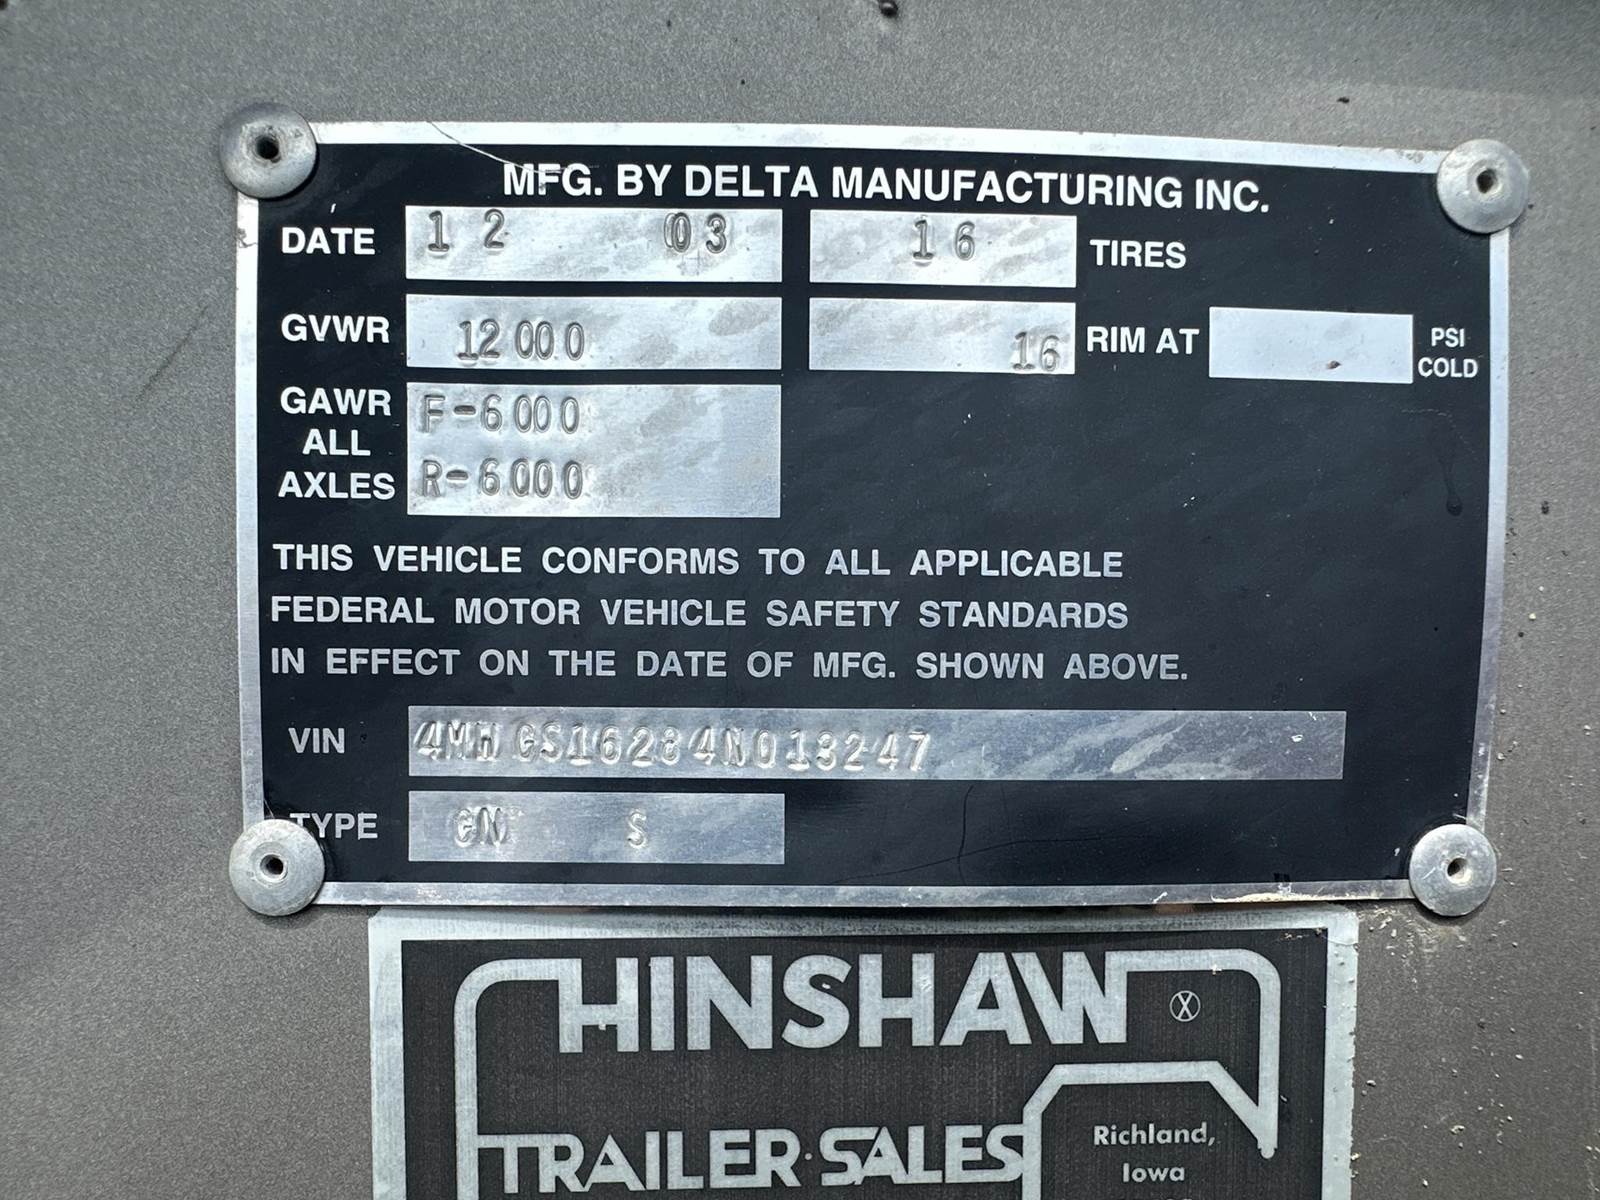 MFG. BY DELTA MANUFACTURING INC.
DATE 12 03 16 TIRES
GVWR 12000 16 RIM AT PSI COLD
GAWR ALL AXLES F-6000
R-6000
THIS VEHICLE CONFORMS TO ALL APPLICABLE
FEDERAL MOTOR VEHICLE SAFETY STANDARDS
IN EFFECT ON THE DATE OF MFG. SHOWN ABOVE.
VIN 4MWGS16284N013247
TYPE GN S
HINSHAW
TRAILER·SALES
Richland,
Iowa